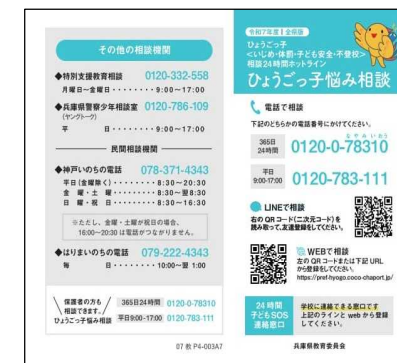 その他の相談機関
◆特別支援教育相談 0120-332-558
月曜日～金曜日・・・・・・・・9:00～17:00
◆兵庫県警察少年相談室 0120-786-109
(ヤングトーク)
平　　　　日・・・・・・・・9:00～17:00
民間相談機関
◆神戸いのちの電話 078-371-4343
平日(金曜除く)・・・・・・・8:30～20:30
金　曜・土　曜・・・・・・・8:30～翌8:30
日　曜・祝　日・・・・・・・8:30～16:30
※ただし、金曜・土曜が祝日の場合、
16:00～20:30は電話がつながりません。
◆はりまいのちの電話 079-222-4343
毎　　　　日・・・・・・・10:00～翌 1:00
保護者の方も
相談できます。
ひょうごっ子悩み相談
365日24時間 0120-0-78310
平日9:00-17:00 0120-783-111
07 教 P4-003A7
令和7年度 全県版
ひょうごっ子
<いじめ・体罰・子ども安全・不登校>
相談24時間ホットライン
ひょうごっ子悩み相談
電話で相談
下記のどちらかの電話番号にかけてください。
365日
24時間
なやみいおう
0120-0-78310
平日
9:00-17:00
0120-783-111
LINEで相談
右の QR コード(二次元コード)を
読み取って、友達登録をしてください。
WEBで相談
左の QR コードまたは下記 URL
から登録をしてください。
https://pref-hyogo.coco-chaport.jp/
24 時間
子どもSOS
連絡窓口
学校に連絡できる窓口です
上記のラインと web から登録
してください。
兵庫県教育委員会